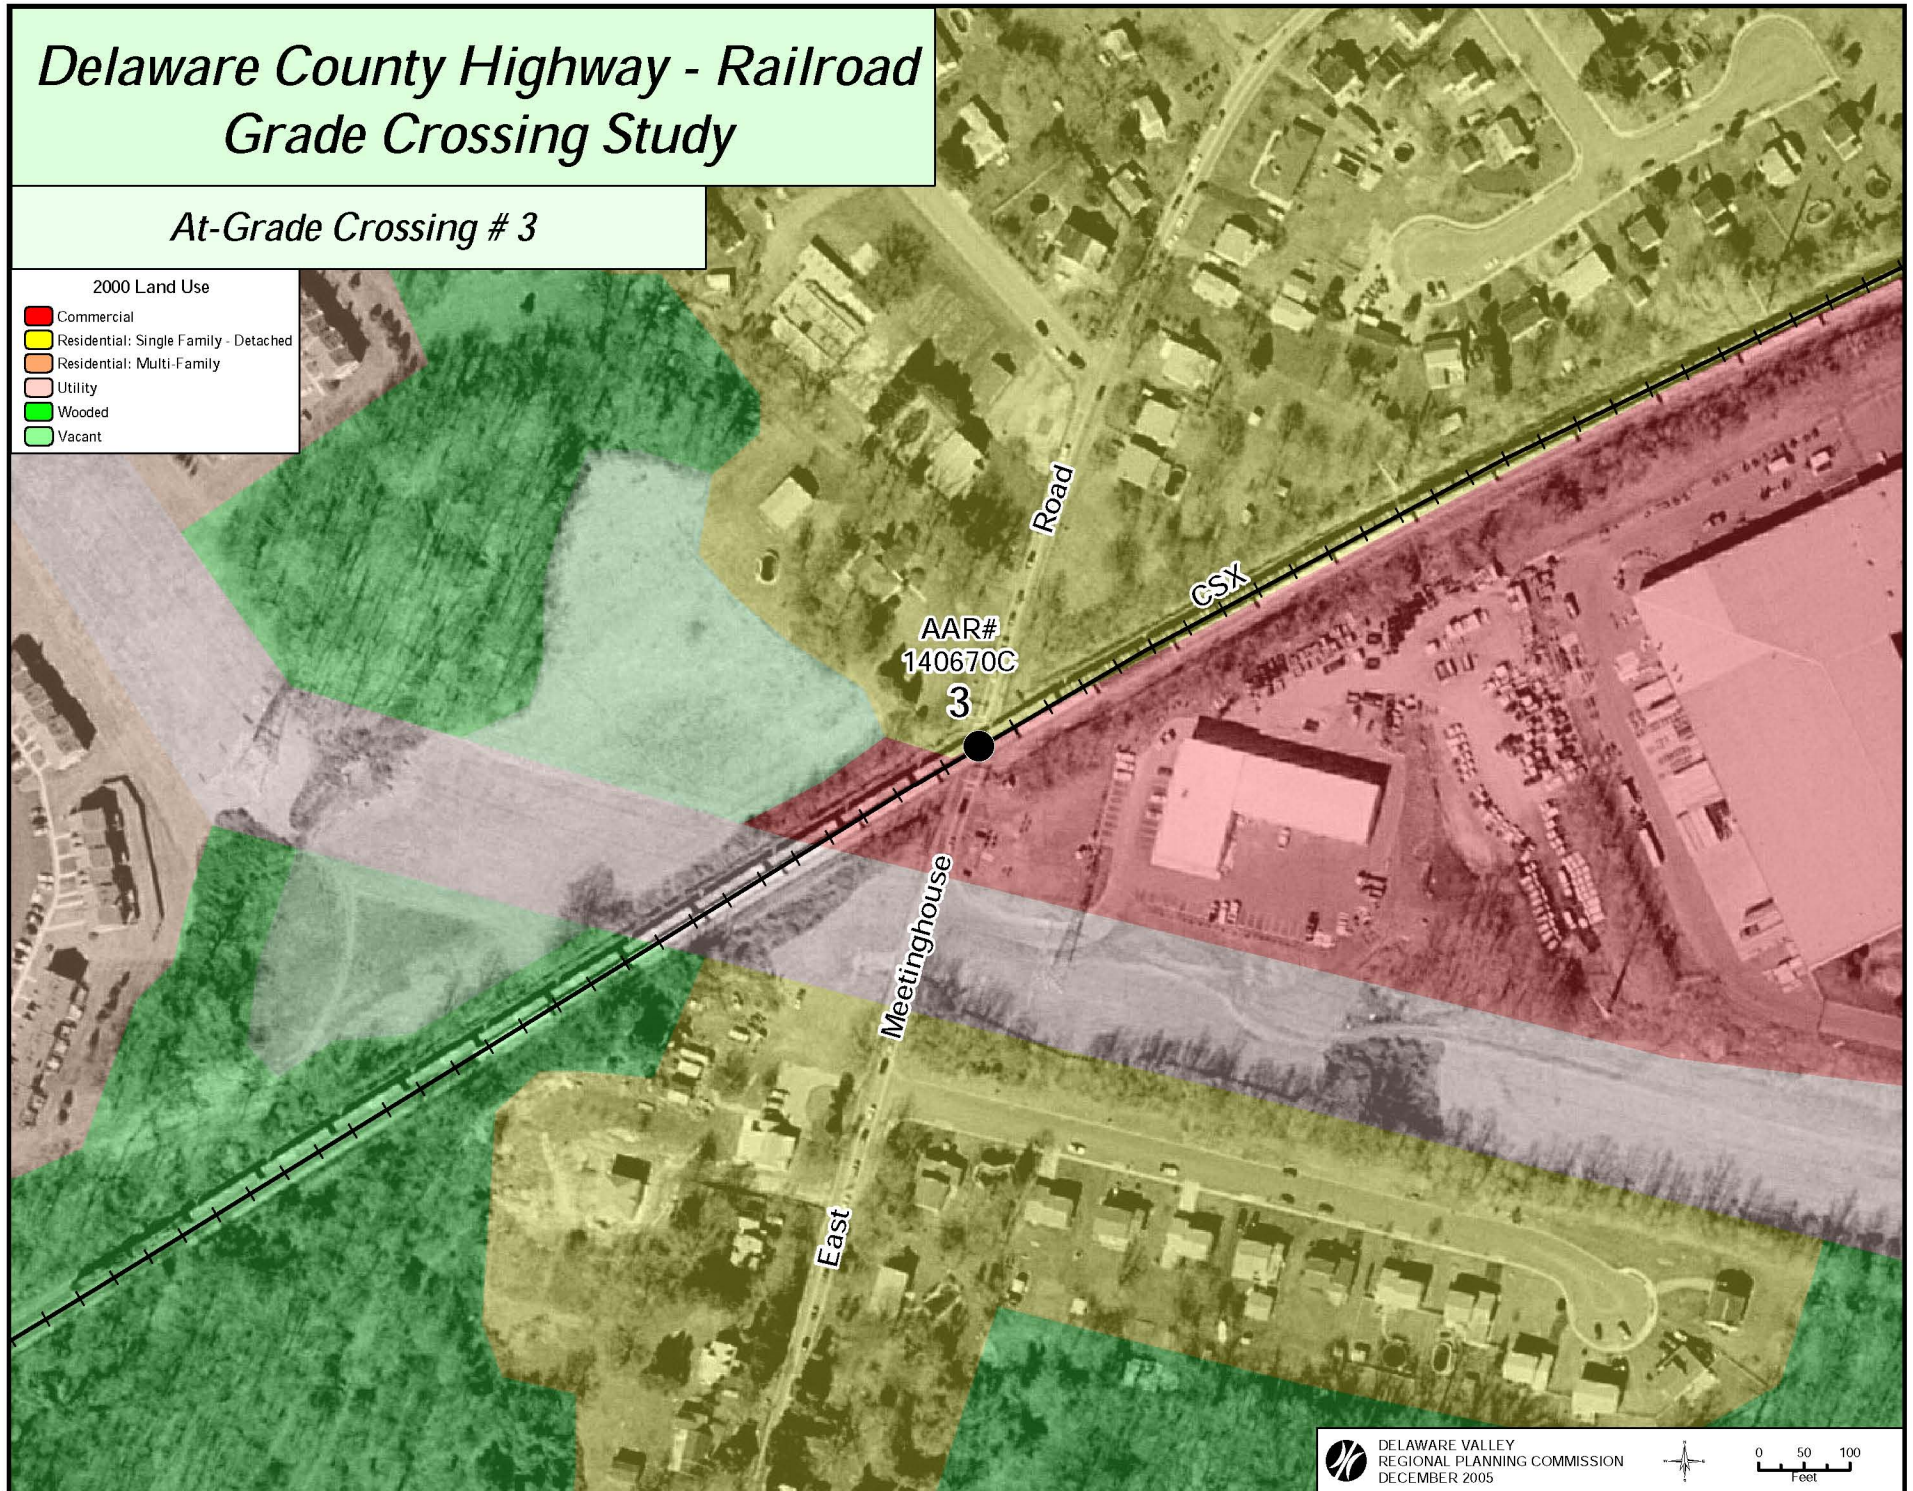 Delaware County Highway - Railroad
Grade Crossing Study
At-Grade Crossing # 3
2000 Land Use
Commercial
Residential: Single Family - Detached
Residential: Multi-Family
Utility
Wooded
Vacant
Road
CSX
AAR#
140670C
3
Meetinghouse
East
DELAWARE VALLEY
REGIONAL PLANNING COMMISSION
DECEMBER 2005
0 50 100
Feet